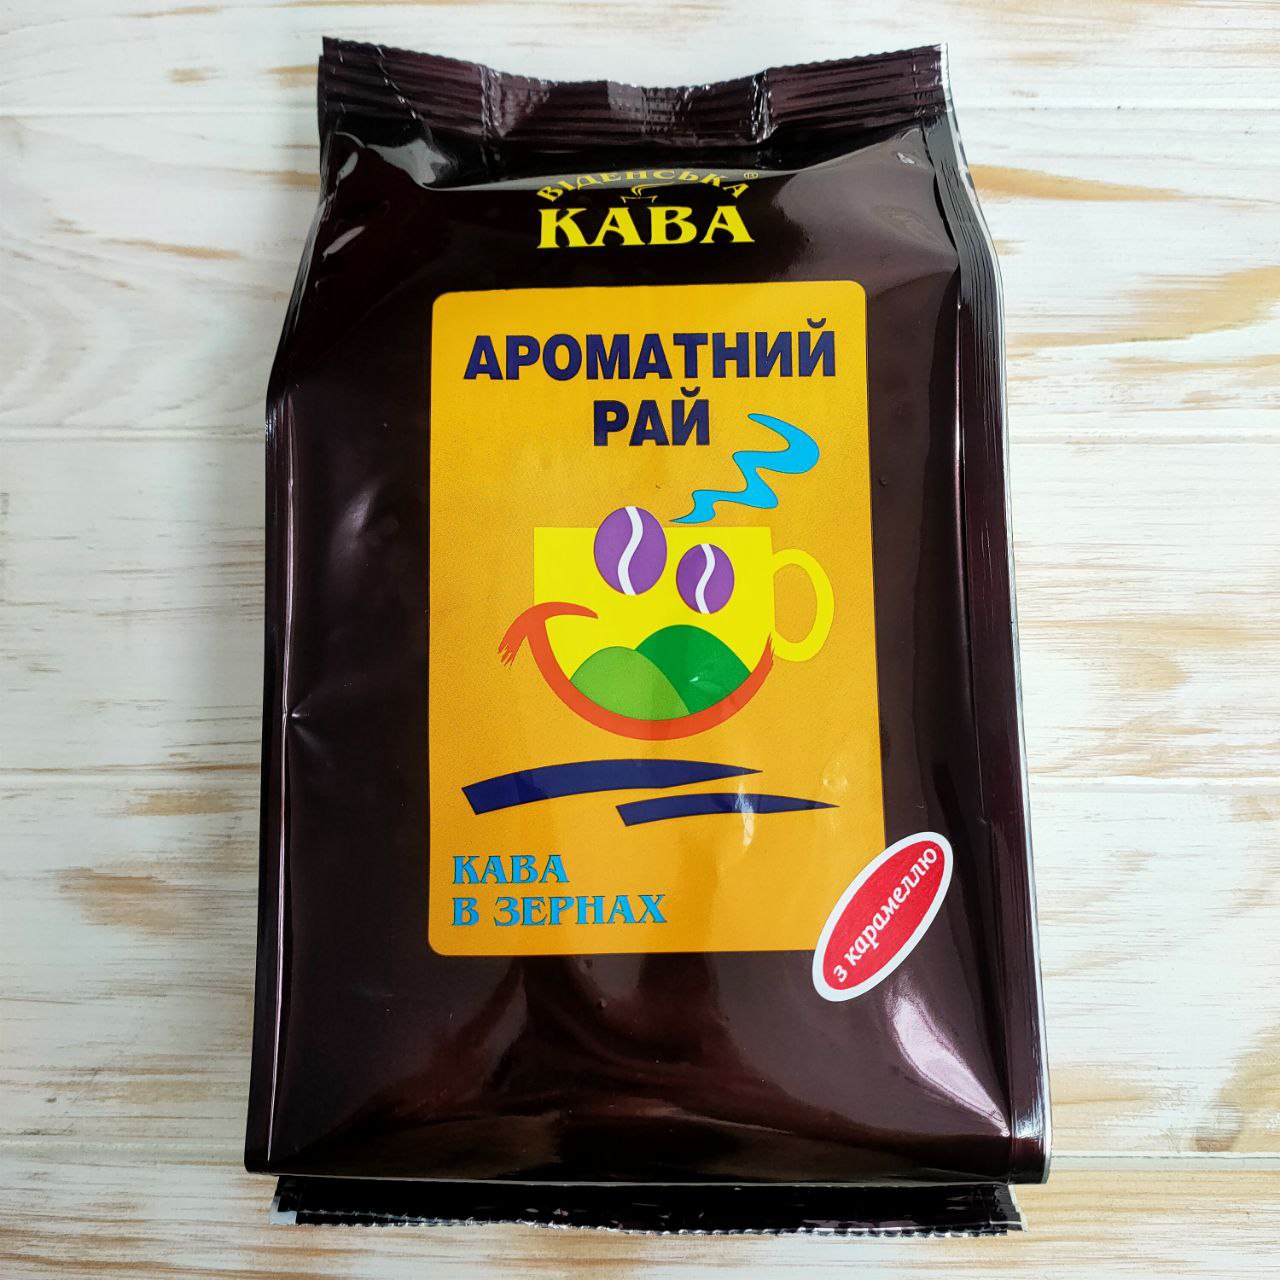 ВІДЕНСЬКА®
КАВА
АРОМАТНИЙ
РАЙ
КАВА
В ЗЕРНАХ
з карамеллю